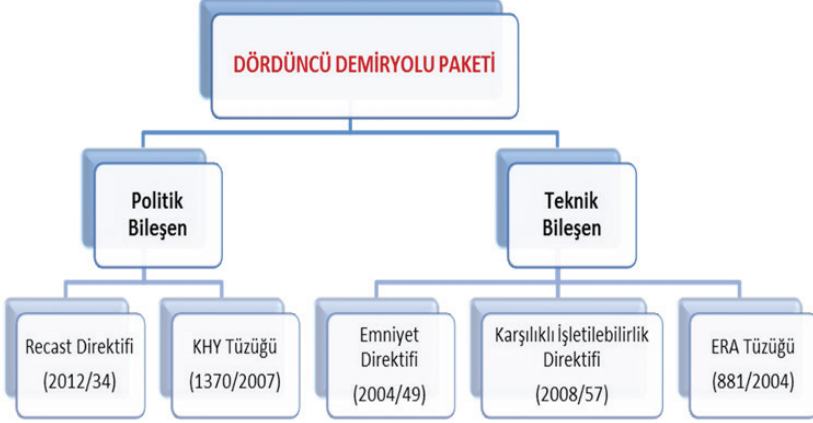 DÖRDÜNCÜ DEMİRYOLU PAKETİ
Politik
Bileşen
Teknik
Bileşen
Recast Direktifi
(2012/34)
KHY Tüzüğü
(1370/2007)
Emniyet
Direktifi
(2004/49)
Karşılıklı İşletilebilirlik
Direktifi
(2008/57)
ERA Tüzüğü
(881/2004)